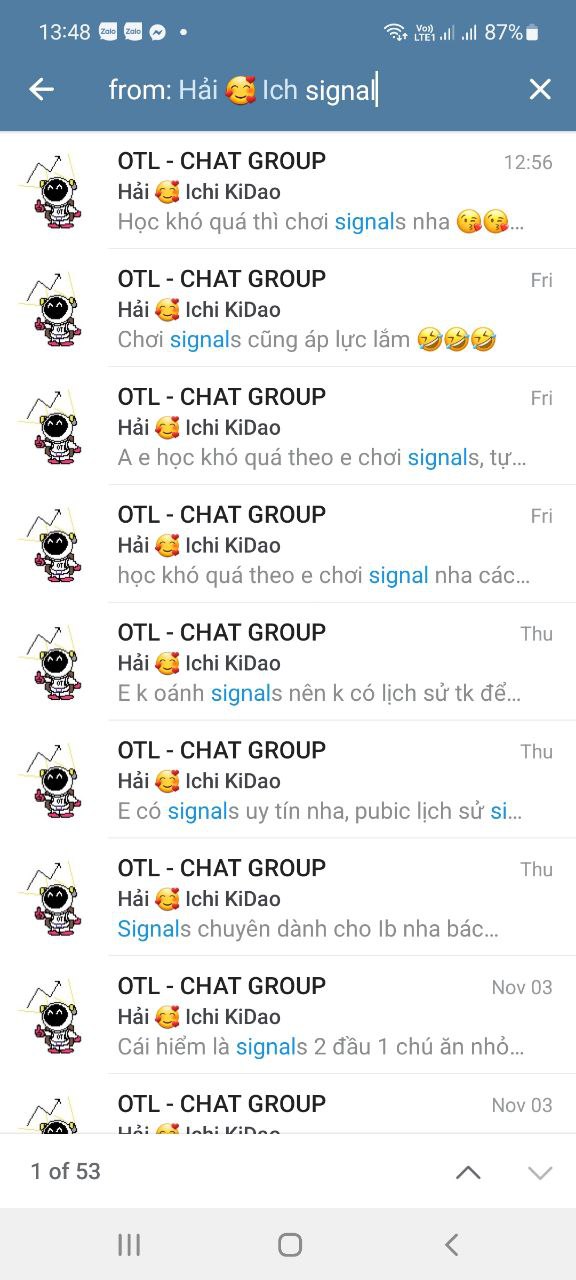 13:48 Zalo Zalo Vo)) LTE1 87%
from: Hải 🥰 Ich signal
OTL - CHAT GROUP 12:56
Hải 🥰 Ichi KiDao
Học khó quá thì chơi signals nha 😘😘...
OTL - CHAT GROUP Fri
Hải 🥰 Ichi KiDao
Chơi signals cũng áp lực lắm 🤣🤣🤣
OTL - CHAT GROUP Fri
Hải 🥰 Ichi KiDao
A e học khó quá theo e chơi signals, tự...
OTL - CHAT GROUP Fri
Hải 🥰 Ichi KiDao
học khó quá theo e chơi signal nha các...
OTL - CHAT GROUP Thu
Hải 🥰 Ichi KiDao
E k oánh signals nên k có lịch sử tk để...
OTL - CHAT GROUP Thu
Hải 🥰 Ichi KiDao
E có signals uy tín nha, pubic lịch sử si...
OTL - CHAT GROUP Thu
Hải 🥰 Ichi KiDao
Signals chuyên dành cho Ib nha bác...
OTL - CHAT GROUP Nov 03
Hải 🥰 Ichi KiDao
Cái hiểm là signals 2 đầu 1 chú ăn nhỏ...
OTL - CHAT GROUP Nov 03
Hải 🥰 Ichi KiDao
1 of 53